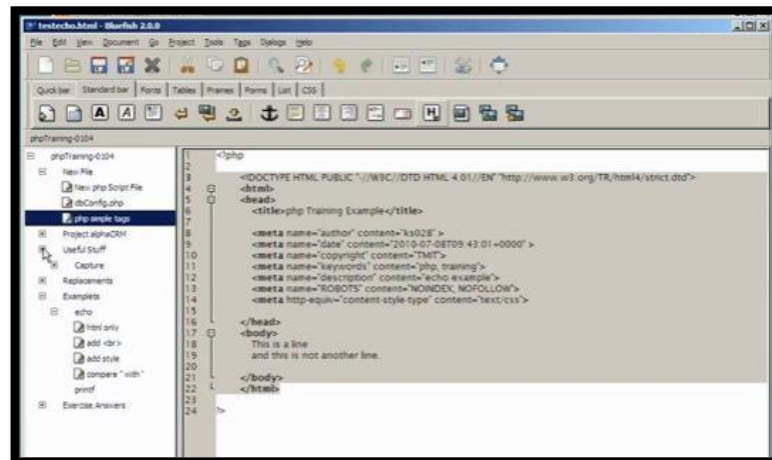 testecho.html - Bluefish 2.0.0
File Edit View Document Go Project Tools Tags Dialogs Help
Quick bar Standard bar Fonts Tables Frames Forms List CSS
phpTraining-0104
phpTraining-0104
New File
New php Script File
dbConfig.php
php simple tags
Project alphaCRM
Useful Stuff
Capture
Replacements
Examplets
echo
html only
add <br>
add style
compare " with '
printf
Exercise Answers
1 <?php
2
3 <!DOCTYPE HTML PUBLIC "-//W3C//DTD HTML 4.01//EN" "http://www.w3.org/TR/html4/strict.dtd">
4 <html>
5 <head>
6 <title>php Training Example</title>
7
8 <meta name="author" content="ks028" >
9 <meta name="date" content="2010-07-08T09:43:01+0000" >
10 <meta name="copyright" content="TMIT">
11 <meta name="keywords" content="php, training">
12 <meta name="description" content="echo example">
13 <meta name="ROBOTS" content="NOINDEX, NOFOLLOW">
14 <meta http-equiv="content-style-type" content="text/css">
15
16 </head>
17 <body>
18 This is a line
19 and this is not another line.
20
21 </body>
22 </html>
23
24 ?>